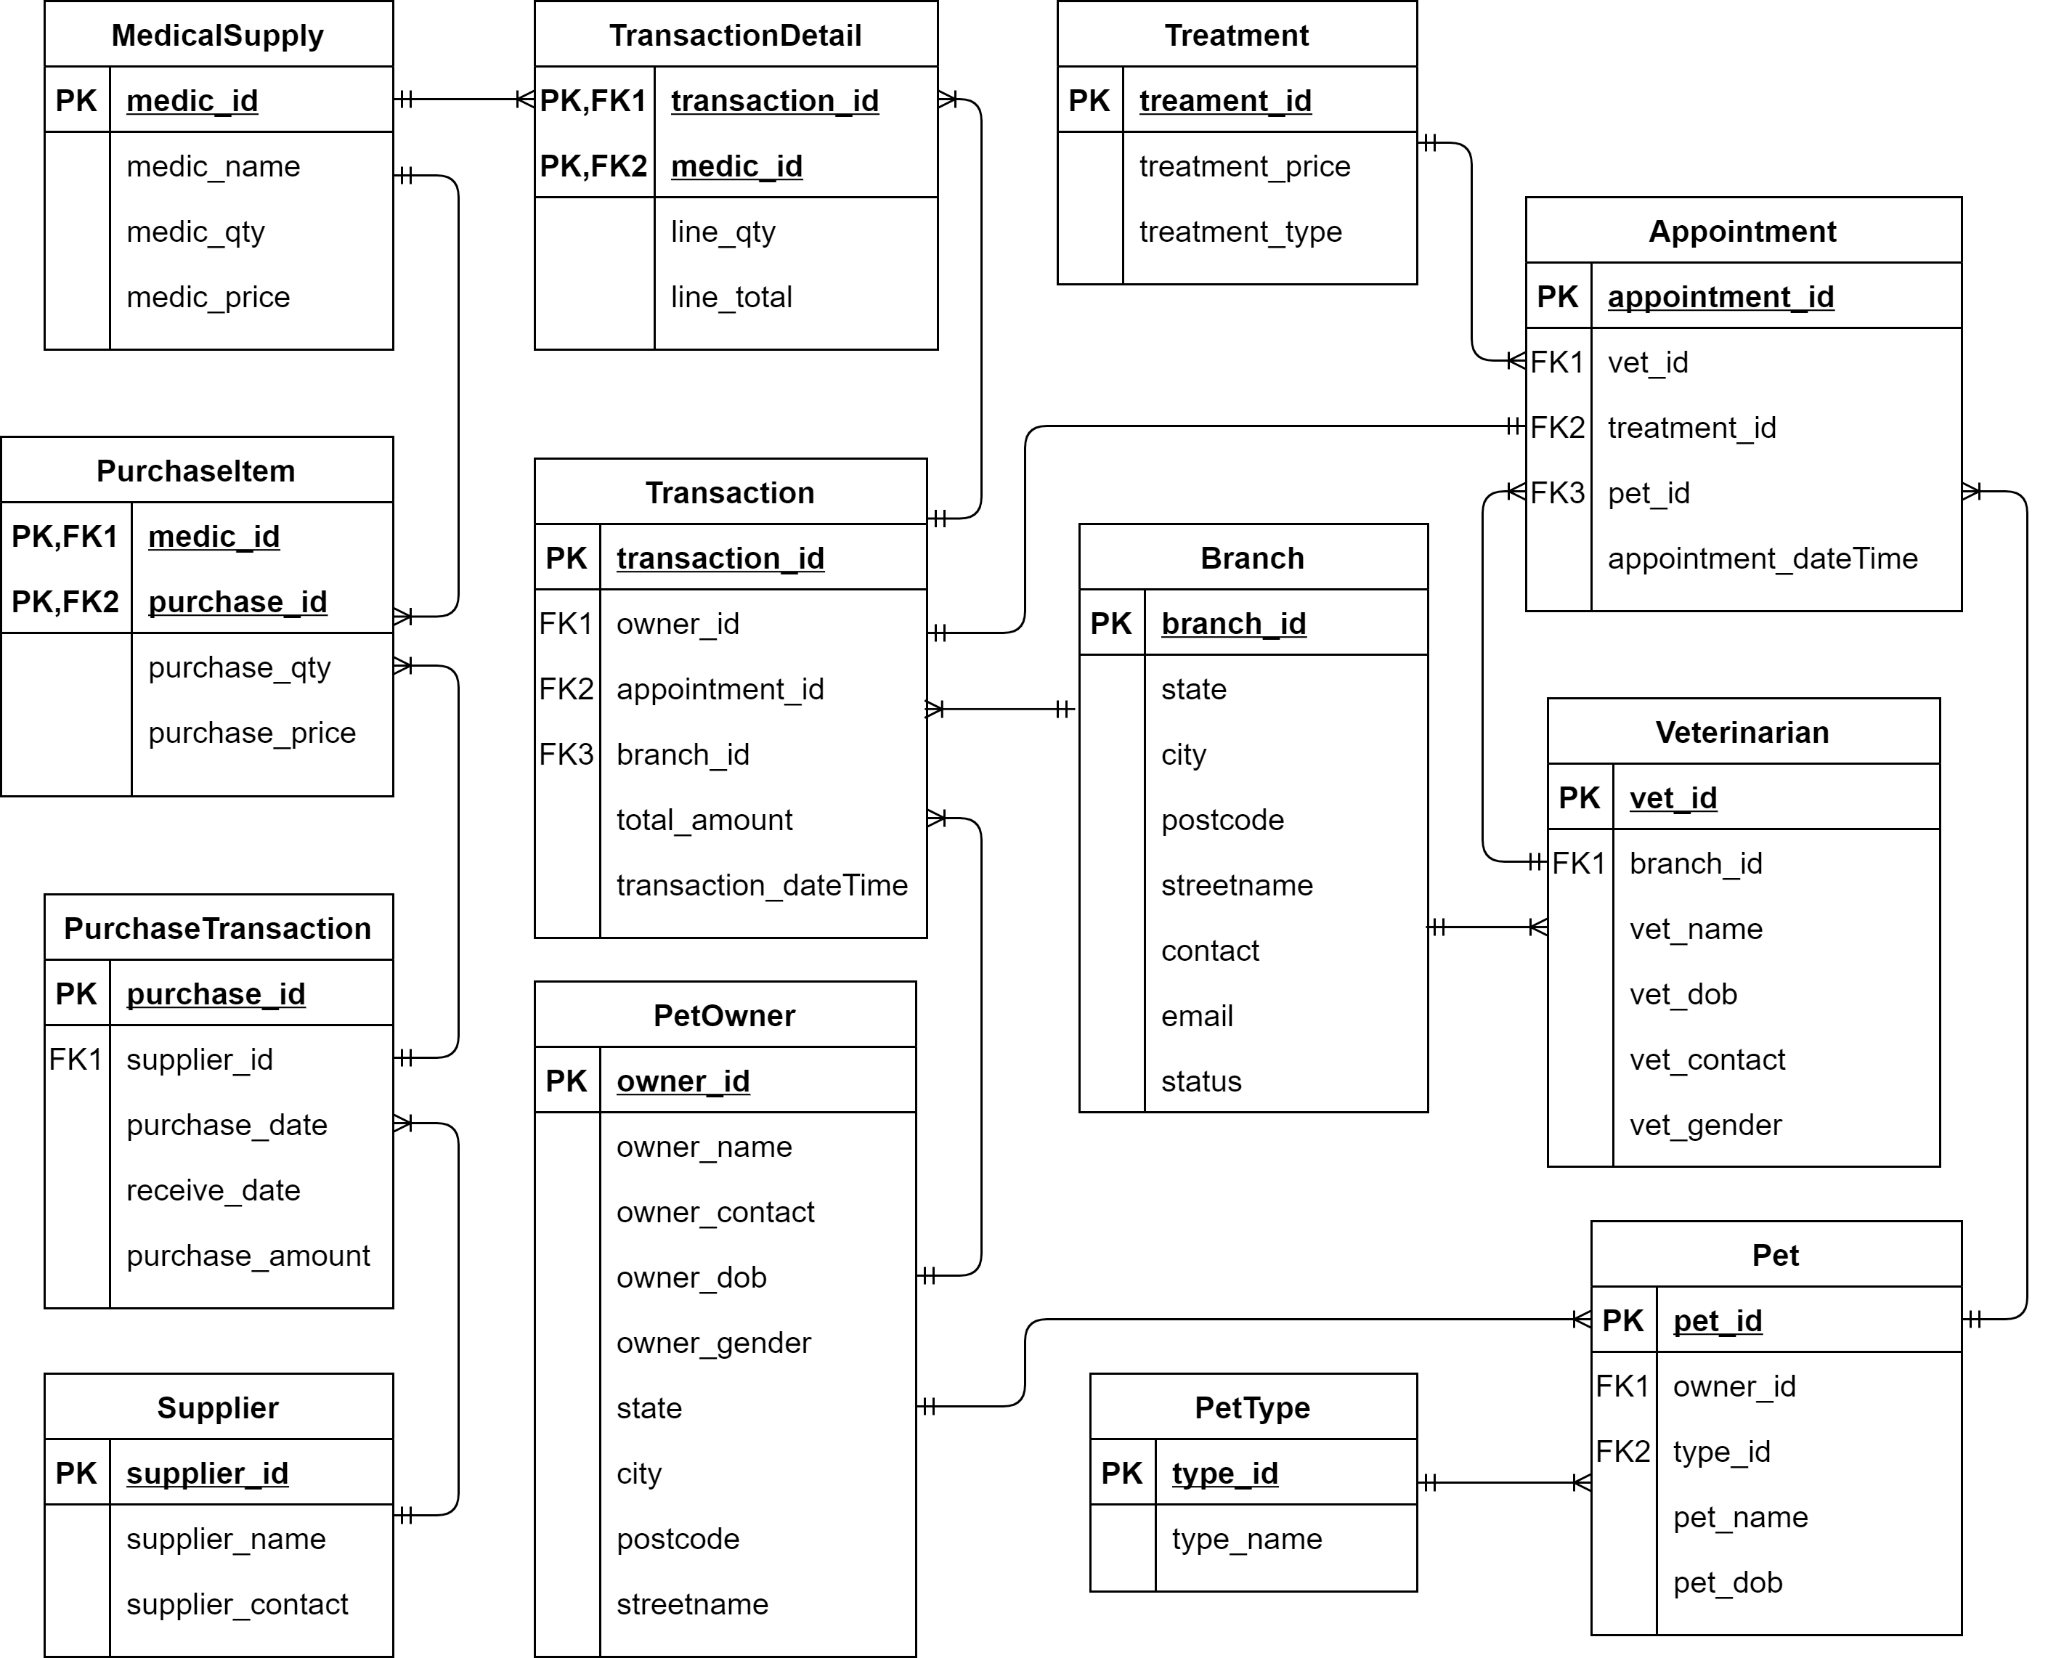 MedicalSupply
PK medic_id
medic_name
medic_qty
medic_price
TransactionDetail
PK,FK1 transaction_id
PK,FK2 medic_id
line_qty
line_total
Treatment
PK treament_id
treatment_price
treatment_type
Appointment
PK appointment_id
FK1 vet_id
FK2 treatment_id
FK3 pet_id
appointment_dateTime
PurchaseItem
PK,FK1 medic_id
PK,FK2 purchase_id
purchase_qty
purchase_price
Transaction
PK transaction_id
FK1 owner_id
FK2 appointment_id
FK3 branch_id
total_amount
transaction_dateTime
Branch
PK branch_id
state
city
postcode
streetname
contact
email
status
Veterinarian
PK vet_id
FK1 branch_id
vet_name
vet_dob
vet_contact
vet_gender
PurchaseTransaction
PK purchase_id
FK1 supplier_id
purchase_date
receive_date
purchase_amount
PetOwner
PK owner_id
owner_name
owner_contact
owner_dob
owner_gender
state
city
postcode
streetname
Pet
PK pet_id
FK1 owner_id
FK2 type_id
pet_name
pet_dob
Supplier
PK supplier_id
supplier_name
supplier_contact
PetType
PK type_id
type_name